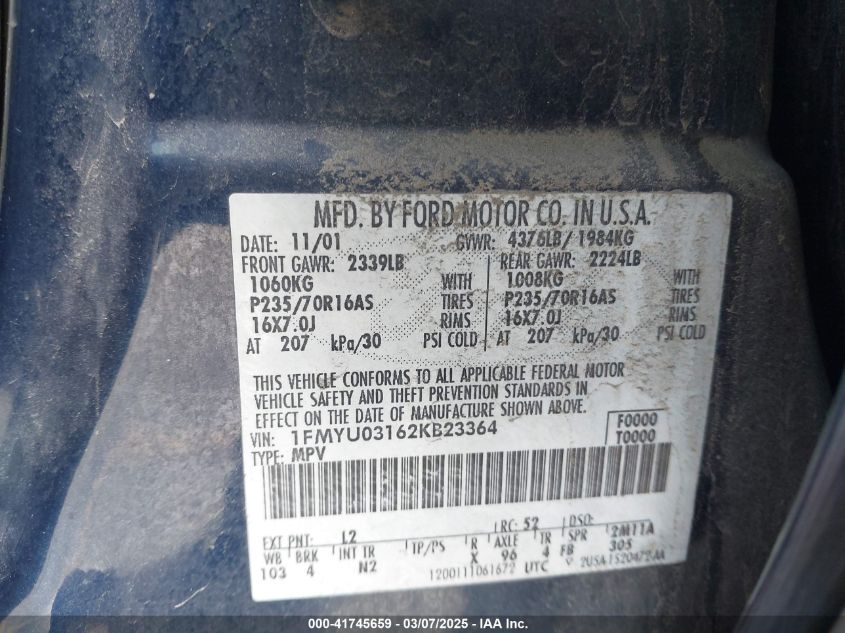 MFD. BY FORD MOTOR CO. IN U.S.A.
DATE: 11/01 GVWR: 4376LB/ 1984KG
FRONT GAWR: 2339LB REAR GAWR: 2224LB
1060KG WITH 1008KG WITH
P235/70R16AS TIRES P235/70R16AS TIRES
16X7.0J RIMS 16X7.0J RIMS
AT 207 kPa/30 PSI COLD AT 207 kPa/30 PSI COLD
THIS VEHICLE CONFORMS TO ALL APPLICABLE FEDERAL MOTOR
VEHICLE SAFETY AND THEFT PREVENTION STANDARDS IN
EFFECT ON THE DATE OF MANUFACTURE SHOWN ABOVE.
VIN: 1FMYU03162KB23364 F0000
TYPE: MPV T0000
EXT PNT: L2 RC: 52 DSO:
WB BRK INT TR TP/PS R AXLE TR SPR 2M11A
103 4 N2 X 96 4 FB 305
1200111061672 UTC
000-41745659 - 03/07/2025 - IAA Inc.